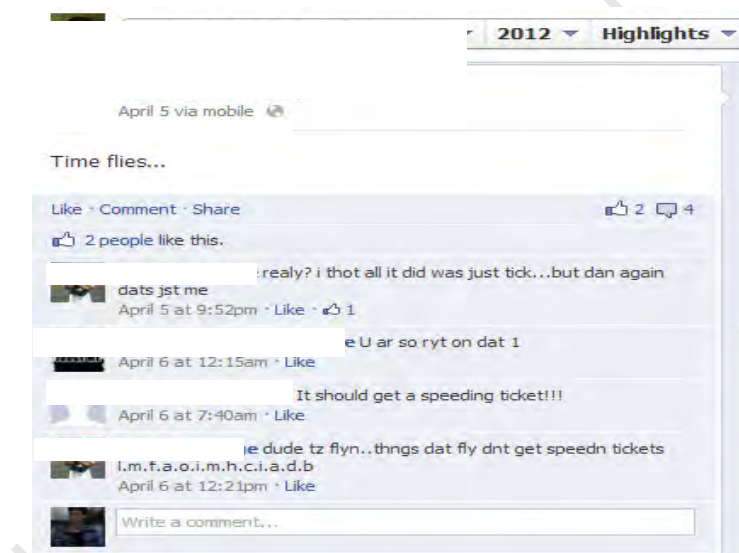 2012 Highlights
April 5 via mobile
Time flies...
Like · Comment · Share 2 4
2 people like this.
realy? i thot all it did was just tick...but dan again
dats jst me
April 5 at 9:52pm · Like · 1
e U ar so ryt on dat 1
April 6 at 12:15am · Like
It should get a speeding ticket!!!
April 6 at 7:40am · Like
e dude tz flyn..thngs dat fly dnt get speedn tickets
l.m.f.a.o.i.m.h.c.i.a.d.b
April 6 at 12:21pm · Like
Write a comment...